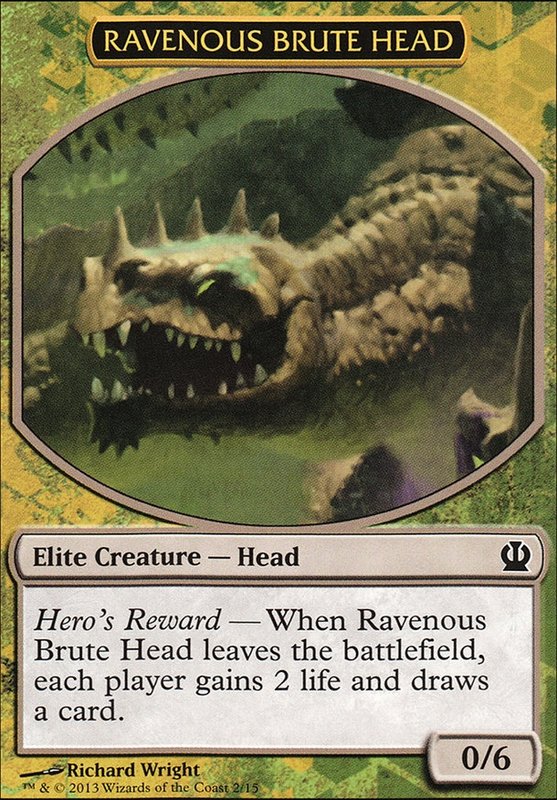 RAVENOUS BRUTE HEAD
Elite Creature — Head
Hero's Reward — When Ravenous
Brute Head leaves the battlefield,
each player gains 2 life and draws
a card.
0/6
Richard Wright
™ & © 2013 Wizards of the Coast 2/15